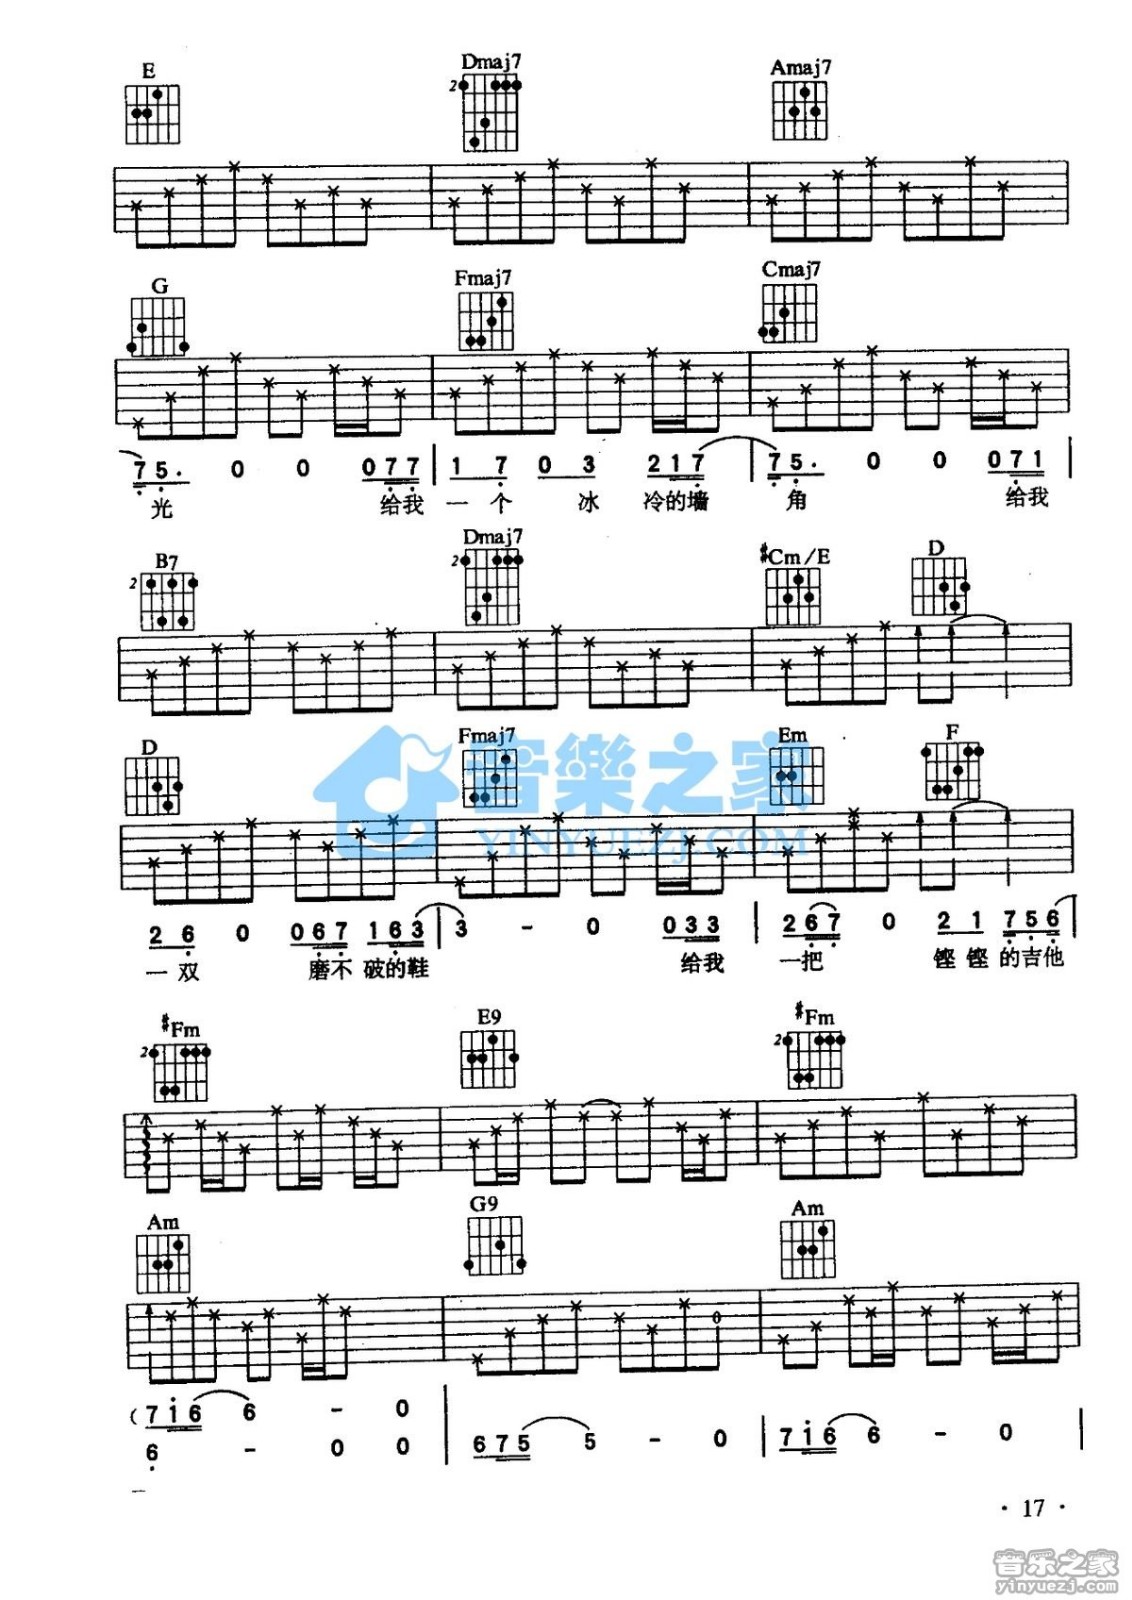 E Dmaj7 Amaj7
2
G Fmaj7 Cmaj7
7 5. 0 0 0 7 7 1 7 0 3 2 1 7 7 5. 0 0 0 7 1
光 给我 一 个 冰 冷的墙 角 给我
B7 Dmaj7 #Cm/E D
2 2
D Fmaj7 Em F
音樂之家
YINYUEZJ.COM
2 6 0 0 6 7 1 6 3 3 - 0 0 3 3 2 6 7 0 2 1 7 5 6
一 双 磨不 破的鞋 给我 一把 铿 铿 的吉他
#Fm E9 #Fm
2 2
Am G9 Am
(7 1 6 6 - 0
6 - 0 0 6 7 5 5 - 0 7 1 6 6 - 0
· 17 ·
音乐之家
yinyuezj.com